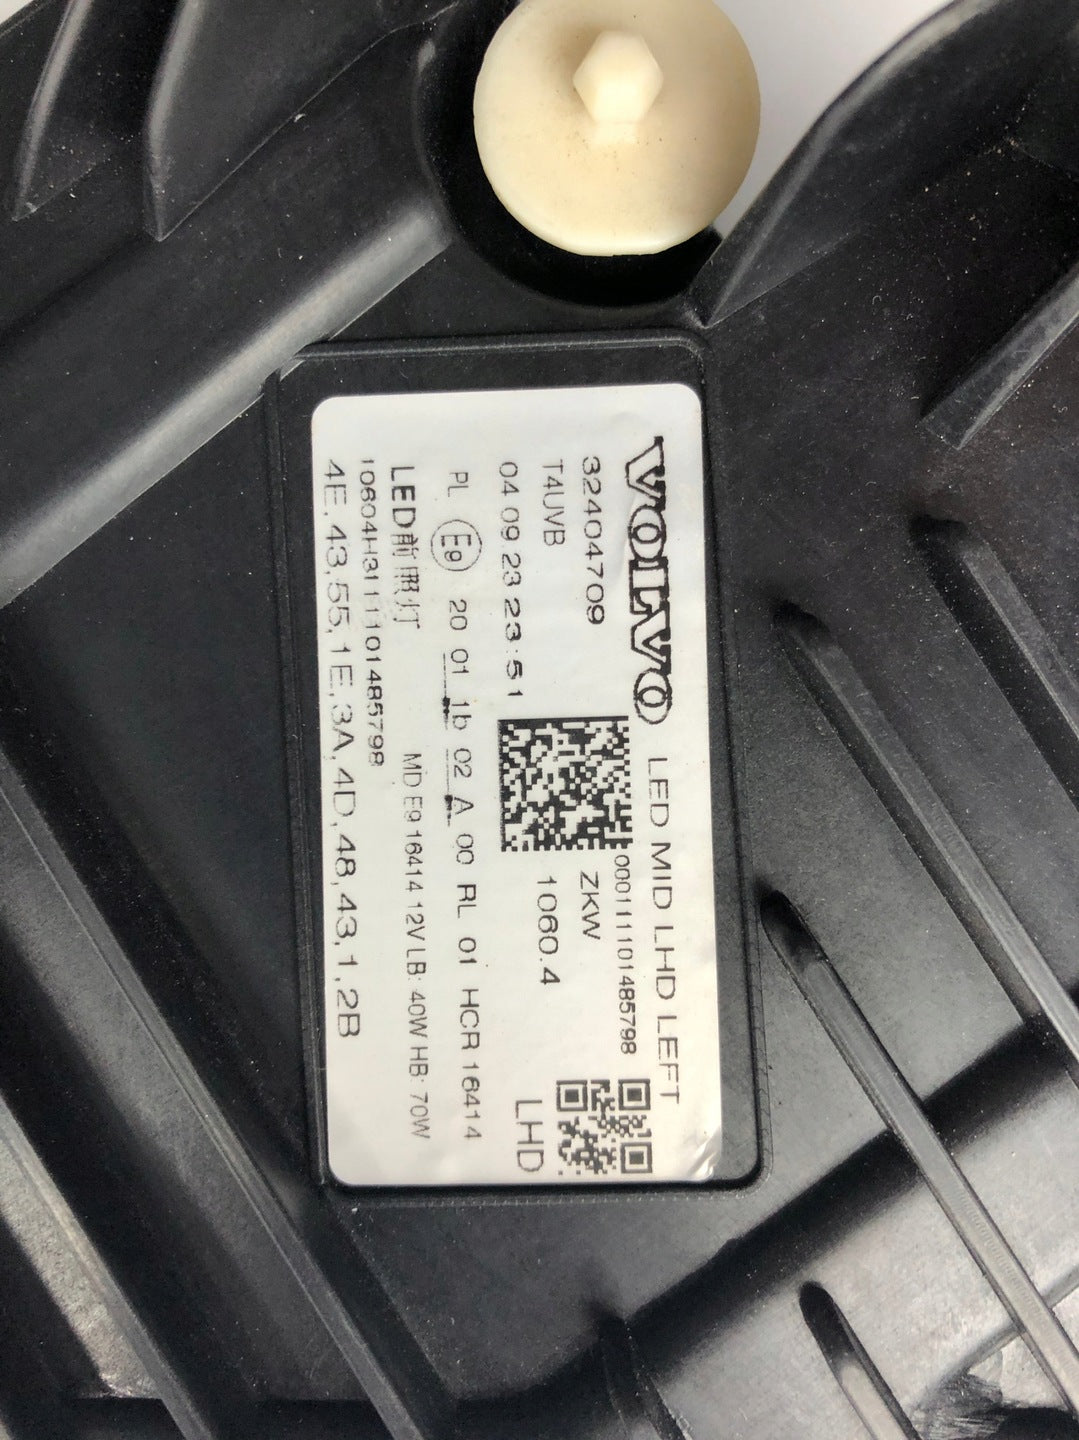 VOLVO LED MID LHD LEFT
32404709
000111101485798
T4UVB
ZKW
04 09 23 23:51
1060.4
LHD
PL E9 20 01 1b 02 A 00 RL 01 HCR 16414
LED前照灯 MD E9 16414 12V LB: 40W HB: 70W
10604H3111101485798
4E,43,55,1E,3A,4D,48,43,1,2B